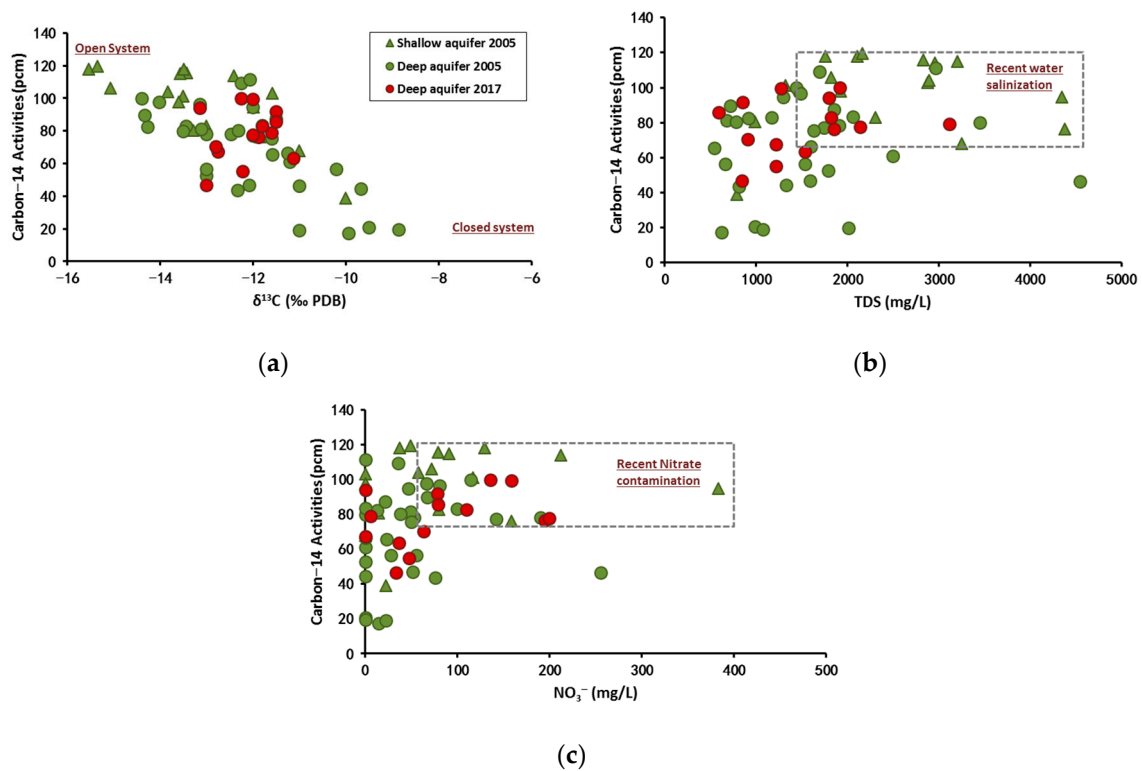 Carbon−14 Activities (pcm)
140
120
100
80
60
40
20
0
Open System
Shallow aquifer 2005
Deep aquifer 2005
Deep aquifer 2017
Closed system
−16
−14
−12
−10
−8
−6
δ¹³C (‰ PDB)
(a)
Carbon−14 Activities (pcm)
140
120
100
80
60
40
20
0
Recent water
salinization
0
1000
2000
3000
4000
5000
TDS (mg/L)
(b)
Carbon−14 Activities (pcm)
140
120
100
80
60
40
20
0
Recent Nitrate
contamination
0
100
200
300
400
500
NO₃⁻ (mg/L)
(c)